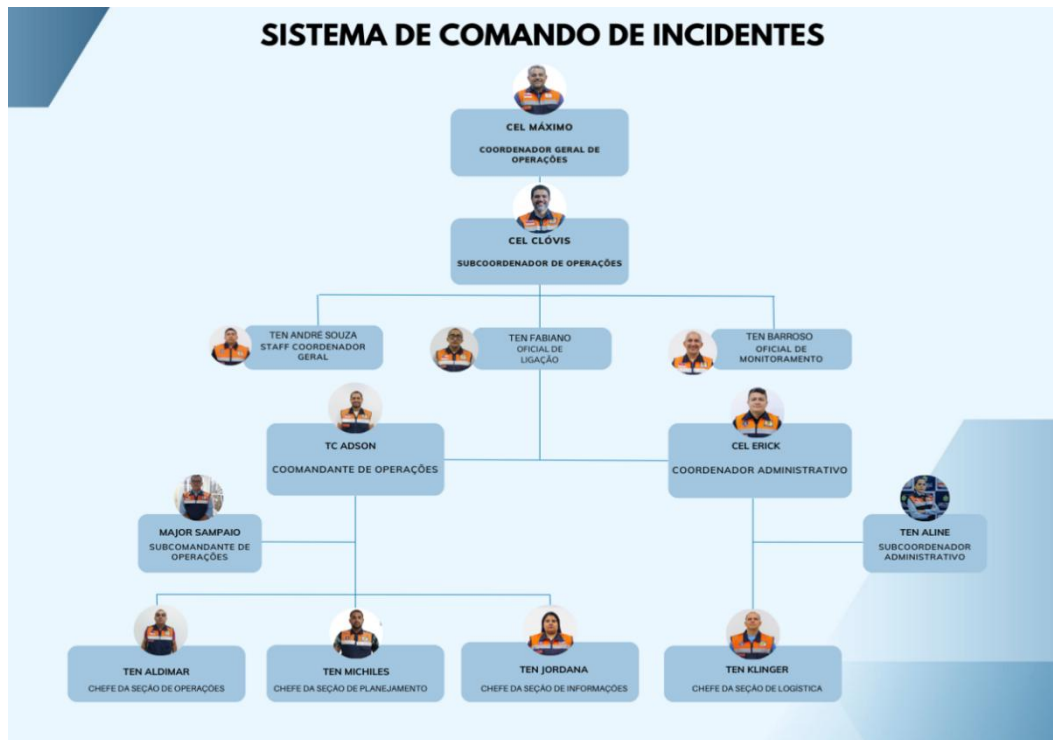 SISTEMA DE COMANDO DE INCIDENTES
CEL MÁXIMO
COORDENADOR GERAL DE
OPERAÇÕES
CEL CLÓVIS
SUBCOORDENADOR DE OPERAÇÕES
TEN ANDRÉ SOUZA
STAFF COORDENADOR
GERAL
TEN FABIANO
OFICIAL DE
LIGAÇÃO
TEN BARROSO
OFICIAL DE
MONITORAMENTO
TC ADSON
COOMANDANTE DE OPERAÇÕES
CEL ERICK
COORDENADOR ADMINISTRATIVO
MAJOR SAMPAIO
SUBCOMANDANTE DE
OPERAÇÕES
TEN ALINE
SUBCOORDENADOR
ADMINISTRATIVO
TEN ALDIMAR
CHEFE DA SEÇÃO DE OPERAÇÕES
TEN MICHILES
CHEFE DA SEÇÃO DE PLANEJAMENTO
TEN JORDANA
CHEFE DA SEÇÃO DE INFORMAÇÕES
TEN KLINGER
CHEFE DA SEÇÃO DE LOGÍSTICA